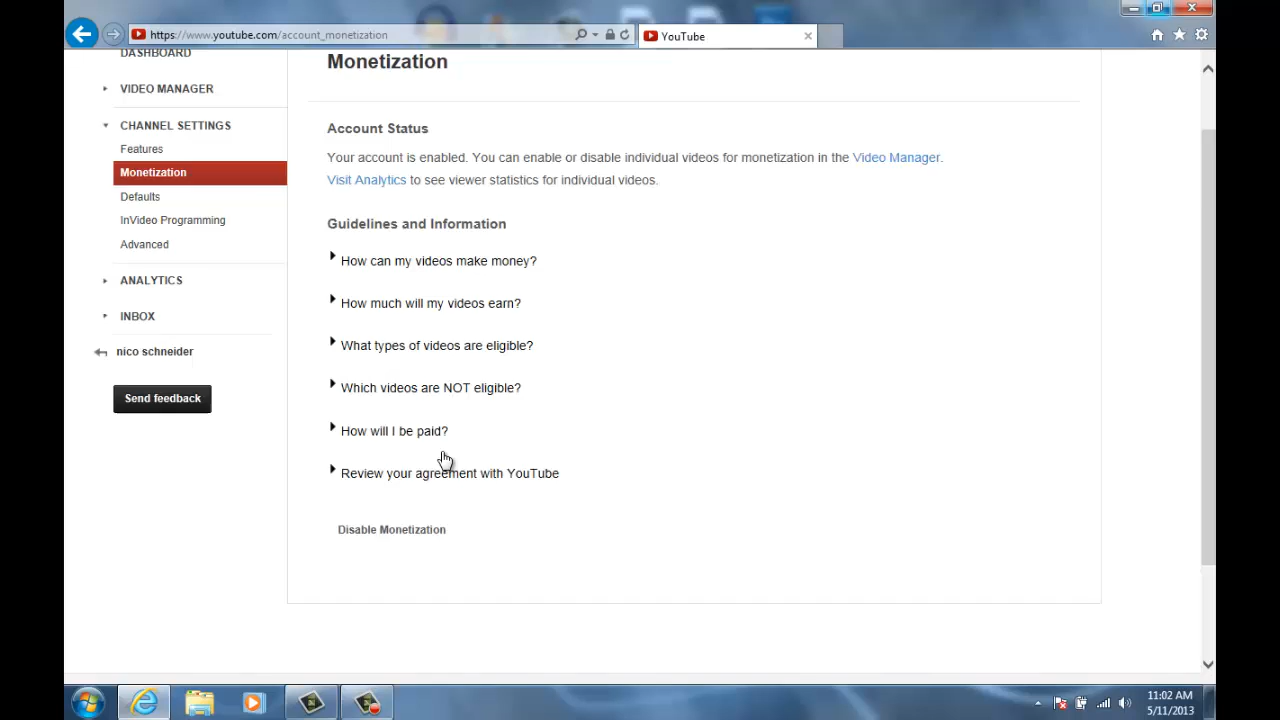 https://www.youtube.com/account_monetization
YouTube
DASHBOARD
VIDEO MANAGER
CHANNEL SETTINGS
Features
Monetization
Defaults
InVideo Programming
Advanced
ANALYTICS
INBOX
nico schneider
Send feedback
Monetization
Account Status
Your account is enabled. You can enable or disable individual videos for monetization in the Video Manager.
Visit Analytics to see viewer statistics for individual videos.
Guidelines and Information
How can my videos make money?
How much will my videos earn?
What types of videos are eligible?
Which videos are NOT eligible?
How will I be paid?
Review your agreement with YouTube
Disable Monetization
11:02 AM
5/11/2013